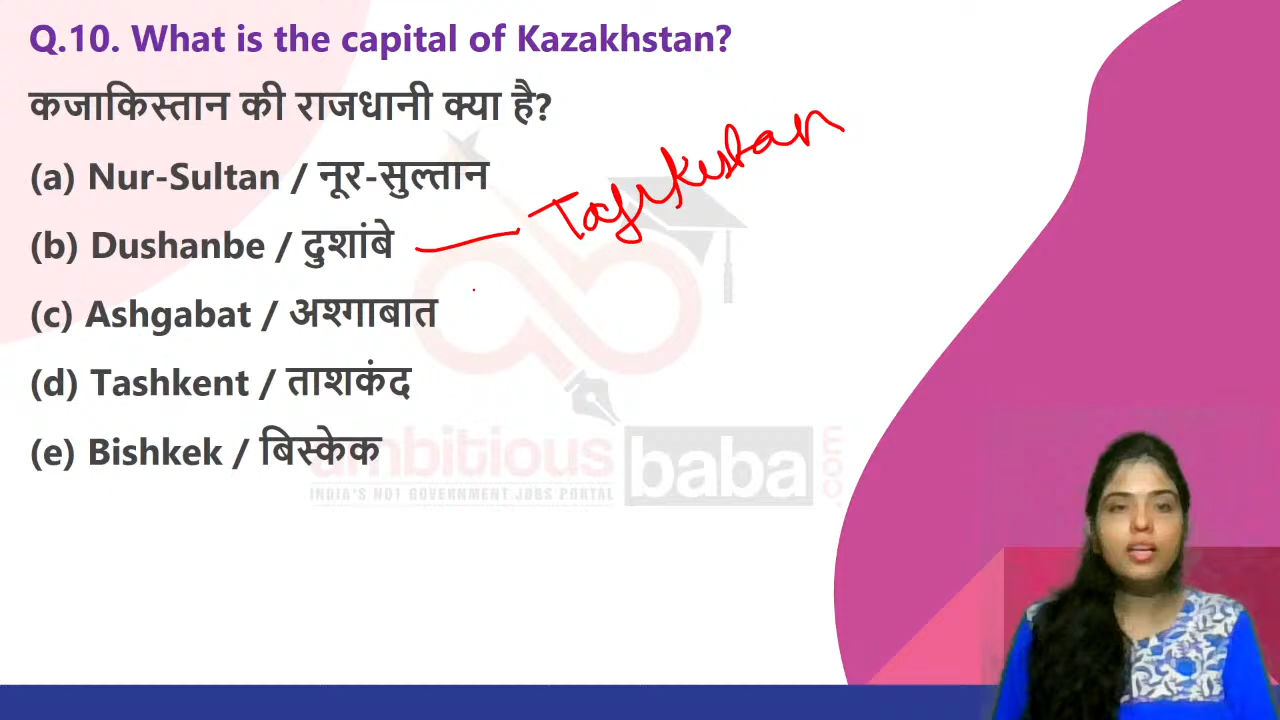 Q.10. What is the capital of Kazakhstan?
कजाकिस्तान की राजधानी क्या है?
(a) Nur-Sultan / नूर-सुल्तान
(b) Dushanbe / दुशांबे
Tajikistan
(c) Ashgabat / अश्गाबात
(d) Tashkent / ताशकंद
(e) Bishkek / बिस्केक
ambitious baba .com
INDIA'S NO1 GOVERNMENT JOBS PORTAL